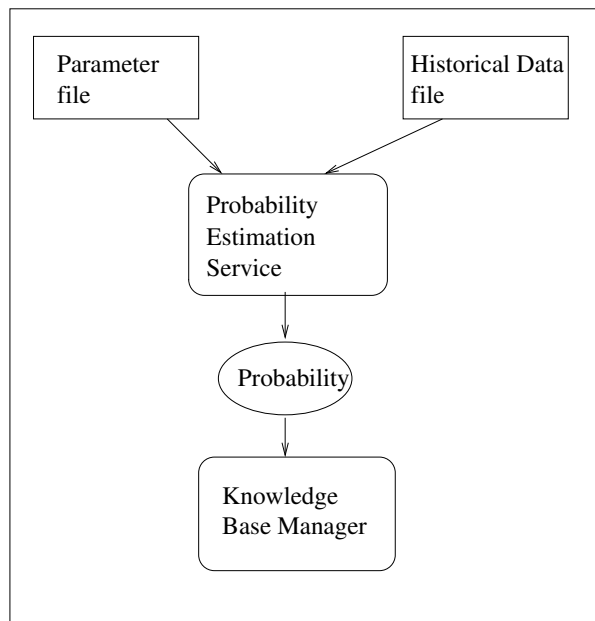 Parameter
file
Historical Data
file
Probability
Estimation
Service
Probability
Knowledge
Base Manager